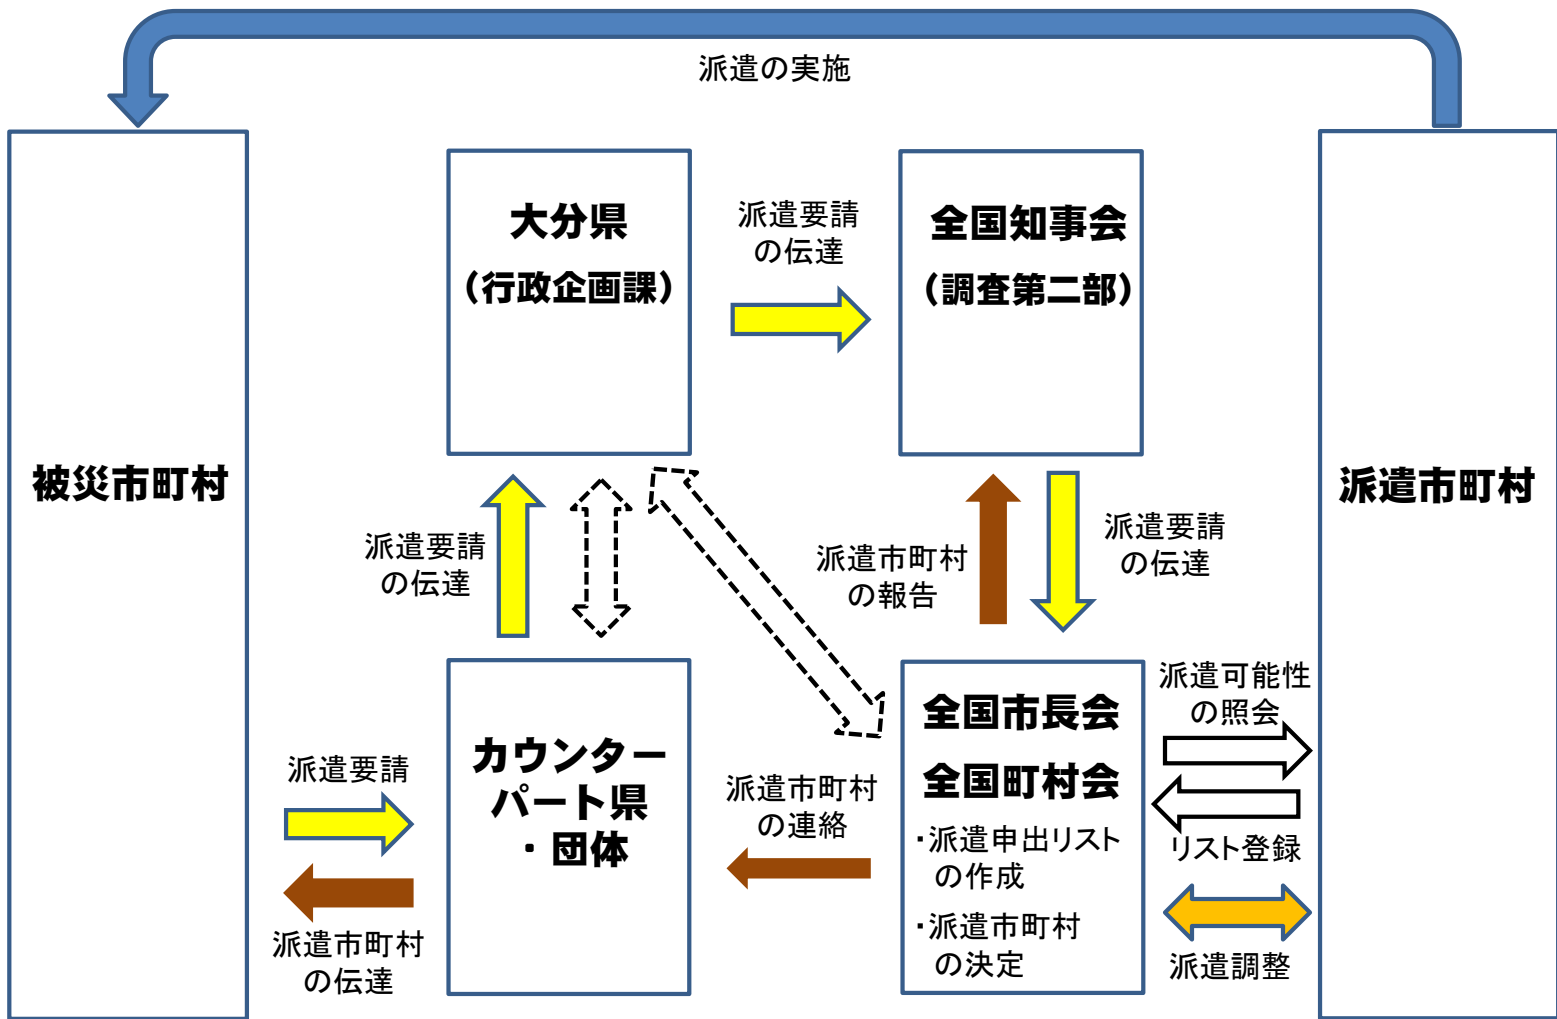 派遣の実施
大分県
（行政企画課）
派遣要請
の伝達
全国知事会
（調査第二部）
被災市町村
派遣市町村
派遣要請
の伝達
派遣市町村
の報告
派遣要請
の伝達
派遣要請
カウンター
パート県
・団体
派遣市町村
の伝達
派遣市町村
の連絡
全国市長会
全国町村会
・派遣申出リスト
の作成
・派遣市町村
の決定
派遣可能性
の照会
リスト登録
派遣調整